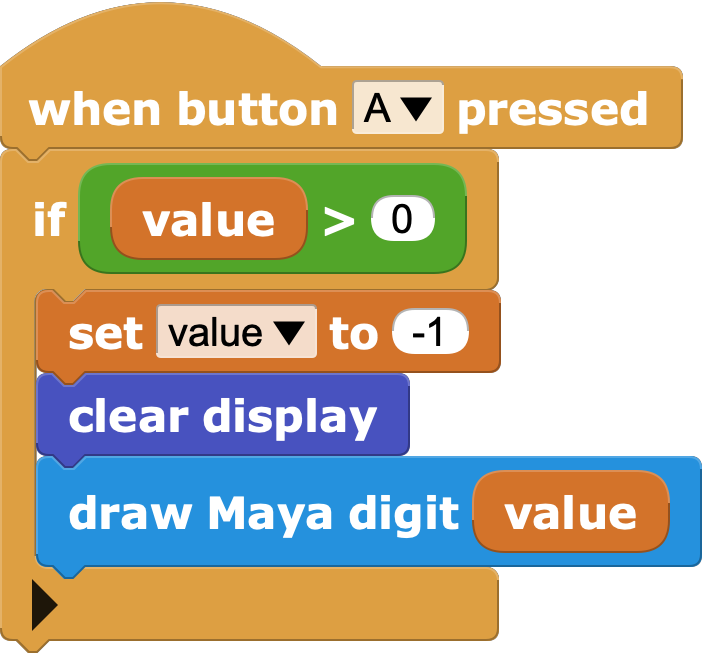 when button A pressed
if value > 0
set value to -1
clear display
draw Maya digit value